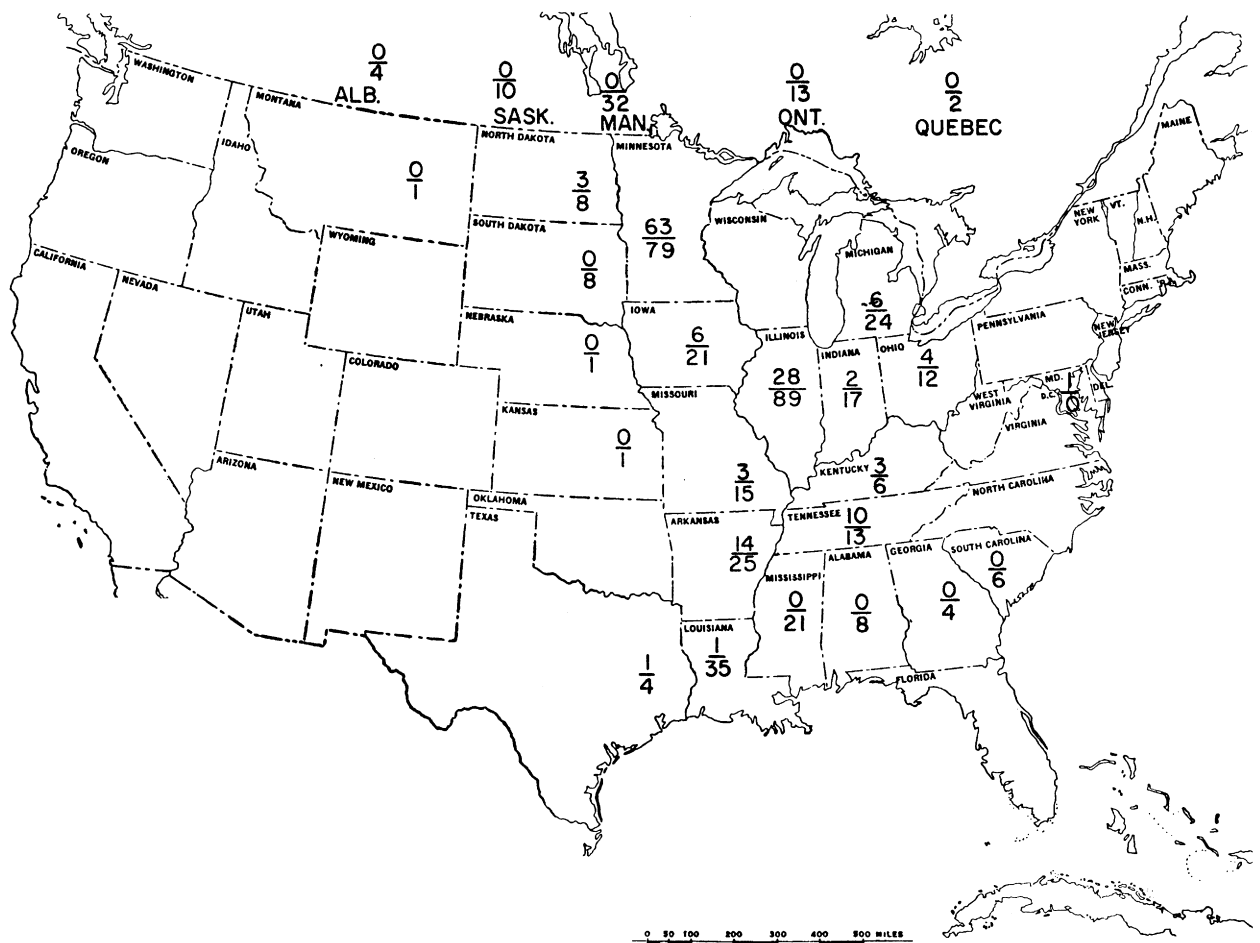 0
4
ALB.
0
10
SASK.
0
32
MAN.
0
13
ONT.
0
2
QUEBEC
WASHINGTON
MONTANA
0
1
IDAHO
OREGON
NORTH DAKOTA
3
8
MINNESOTA
63
79
MAINE
SOUTH DAKOTA
0
8
WISCONSIN
MICHIGAN
6
24
NEW
YORK
VT.
N.H.
MASS.
CONN.
R.I.
WYOMING
CALIFORNIA
NEVADA
UTAH
NEBRASKA
0
1
IOWA
6
21
ILLINOIS
28
89
INDIANA
2
17
OHIO
4
12
PENNSYLVANIA
NEW
JERSEY
COLORADO
MISSOURI
3
15
MD.
DEL.
D.C.
1
0
WEST
VIRGINIA
VIRGINIA
KANSAS
0
1
KENTUCKY
3
6
ARIZONA
NEW MEXICO
OKLAHOMA
TEXAS
1
4
ARKANSAS
14
25
TENNESSEE
10
13
NORTH CAROLINA
MISSISSIPPI
0
21
ALABAMA
0
8
GEORGIA
0
4
SOUTH CAROLINA
0
6
LOUISIANA
1
35
FLORIDA
0 50 100 200 300 400 500 MILES